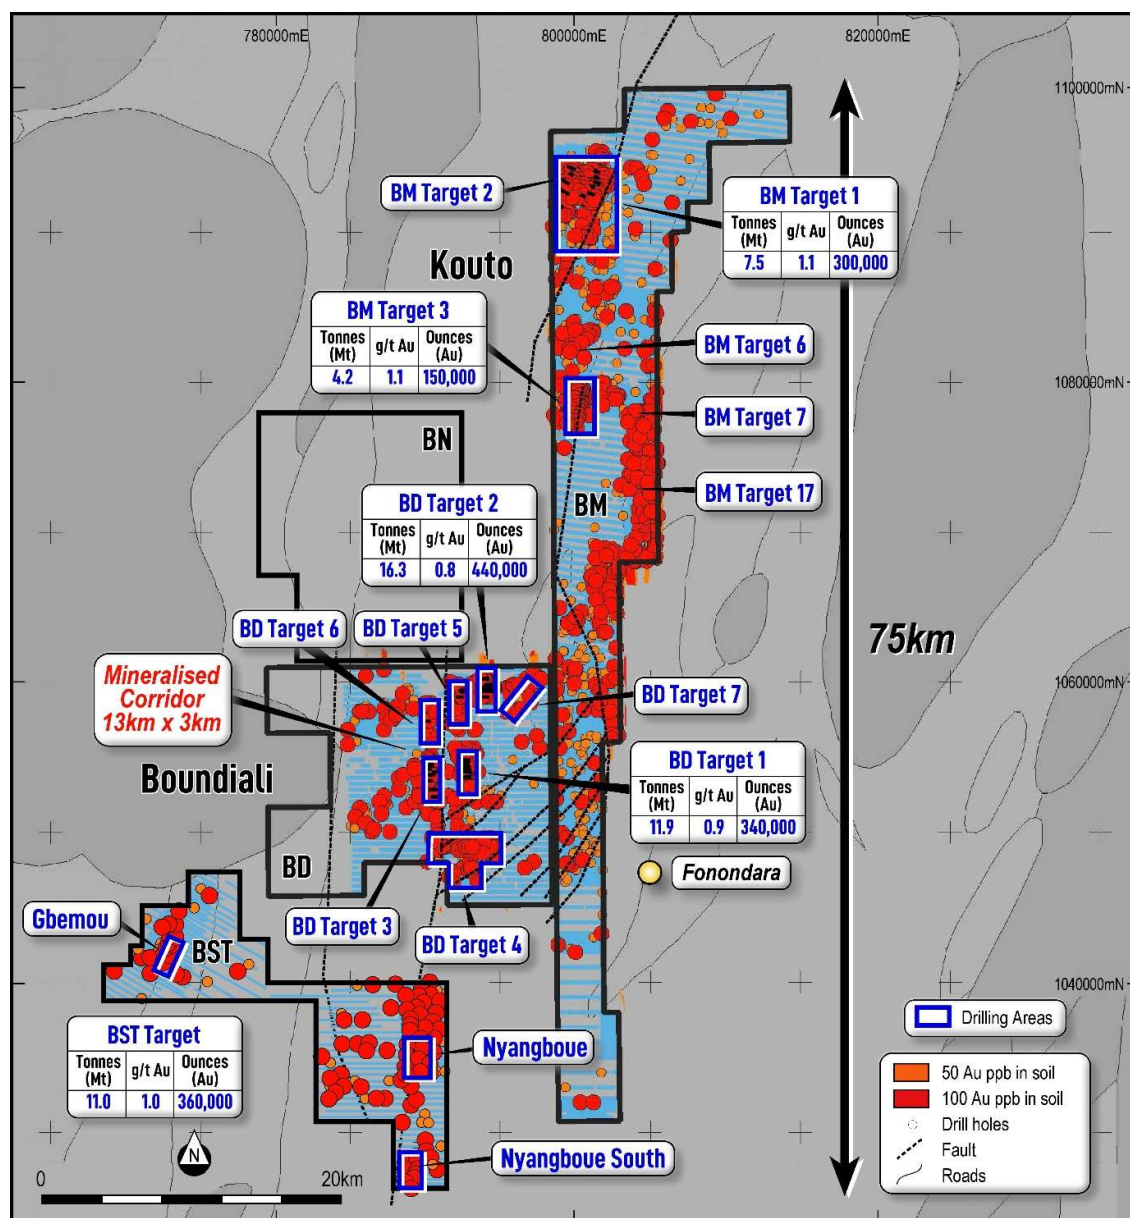 780000mE
800000mE
820000mE
1100000mN
BM Target 2
BM Target 1
Tonnes (Mt) g/t Au Ounces (Au)
7.5 1.1 300,000
Kouto
BM Target 3
Tonnes (Mt) g/t Au Ounces (Au)
4.2 1.1 150,000
BM Target 6
1080000mN
BM Target 7
BN
BM Target 17
BM
BD Target 2
Tonnes (Mt) g/t Au Ounces (Au)
16.3 0.8 440,000
75km
BD Target 6
BD Target 5
Mineralised
Corridor
13km x 3km
BD Target 7
1060000mN
Boundiali
BD Target 1
Tonnes (Mt) g/t Au Ounces (Au)
11.9 0.9 340,000
BD
Fonondara
Gbemou
BST
BD Target 3
BD Target 4
1040000mN
BST Target
Tonnes (Mt) g/t Au Ounces (Au)
11.0 1.0 360,000
Nyangboue
Nyangboue South
N
0 20km
Drilling Areas
50 Au ppb in soil
100 Au ppb in soil
Drill holes
Fault
Roads